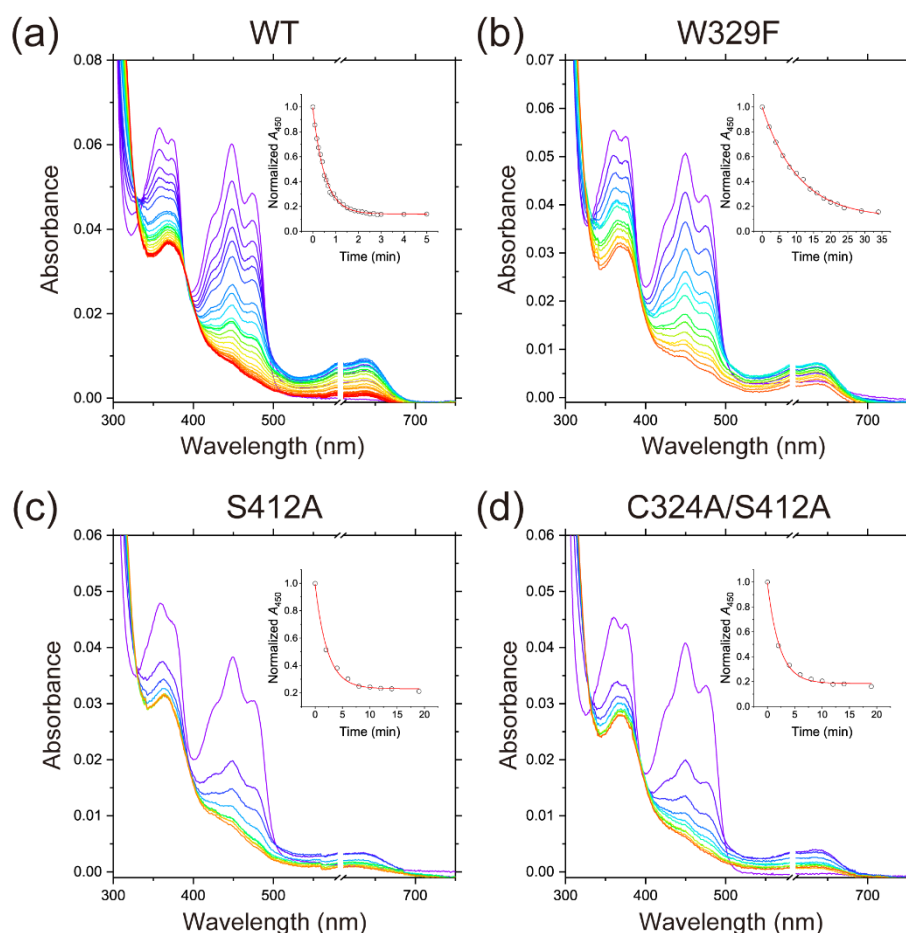 (a) WT
0.08
0.06
0.04
0.02
0.00
Absorbance
300 400 500 700
Wavelength (nm)
1.0
0.8
0.6
0.4
0.2
0.0
Normalized A450
0 1 2 3 4 5
Time (min)
(b) W329F
0.07
0.06
0.05
0.04
0.03
0.02
0.01
0.00
Absorbance
300 400 500 700
Wavelength (nm)
1.0
0.8
0.6
0.4
0.2
0.0
Normalized A450
0 5 10 15 20 25 30 35
Time (min)
(c) S412A
0.06
0.05
0.04
0.03
0.02
0.01
0.00
Absorbance
300 400 500 700
Wavelength (nm)
1.0
0.8
0.6
0.4
0.2
Normalized A450
0 5 10 15 20
Time (min)
(d) C324A/S412A
0.06
0.05
0.04
0.03
0.02
0.01
0.00
Absorbance
300 400 500 700
Wavelength (nm)
1.0
0.8
0.6
0.4
0.2
0.0
Normalized A450
0 5 10 15 20
Time (min)